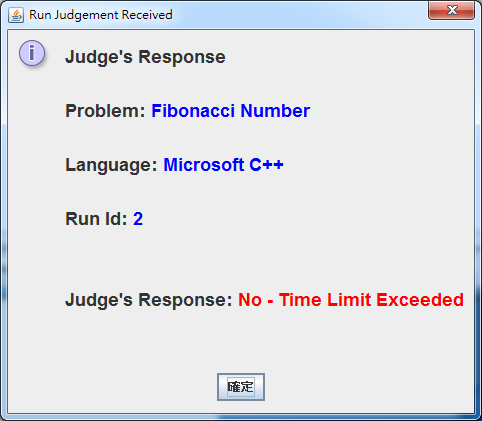 Run Judgement Received
Judge's Response
Problem: Fibonacci Number
Language: Microsoft C++
Run Id: 2
Judge's Response: No - Time Limit Exceeded
確定